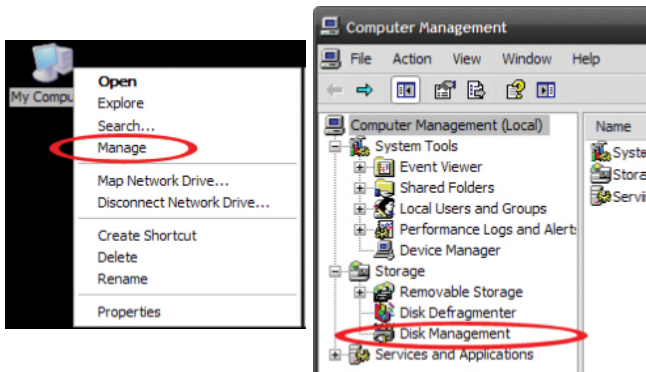 My Compu
Open
Explore
Search...
Manage
Map Network Drive...
Disconnect Network Drive...
Create Shortcut
Delete
Rename
Properties
Computer Management
File Action View Window Help
Computer Management (Local)
System Tools
Event Viewer
Shared Folders
Local Users and Groups
Performance Logs and Alerts
Device Manager
Storage
Removable Storage
Disk Defragmenter
Disk Management
Services and Applications
Name
Syste
Stora
Servi